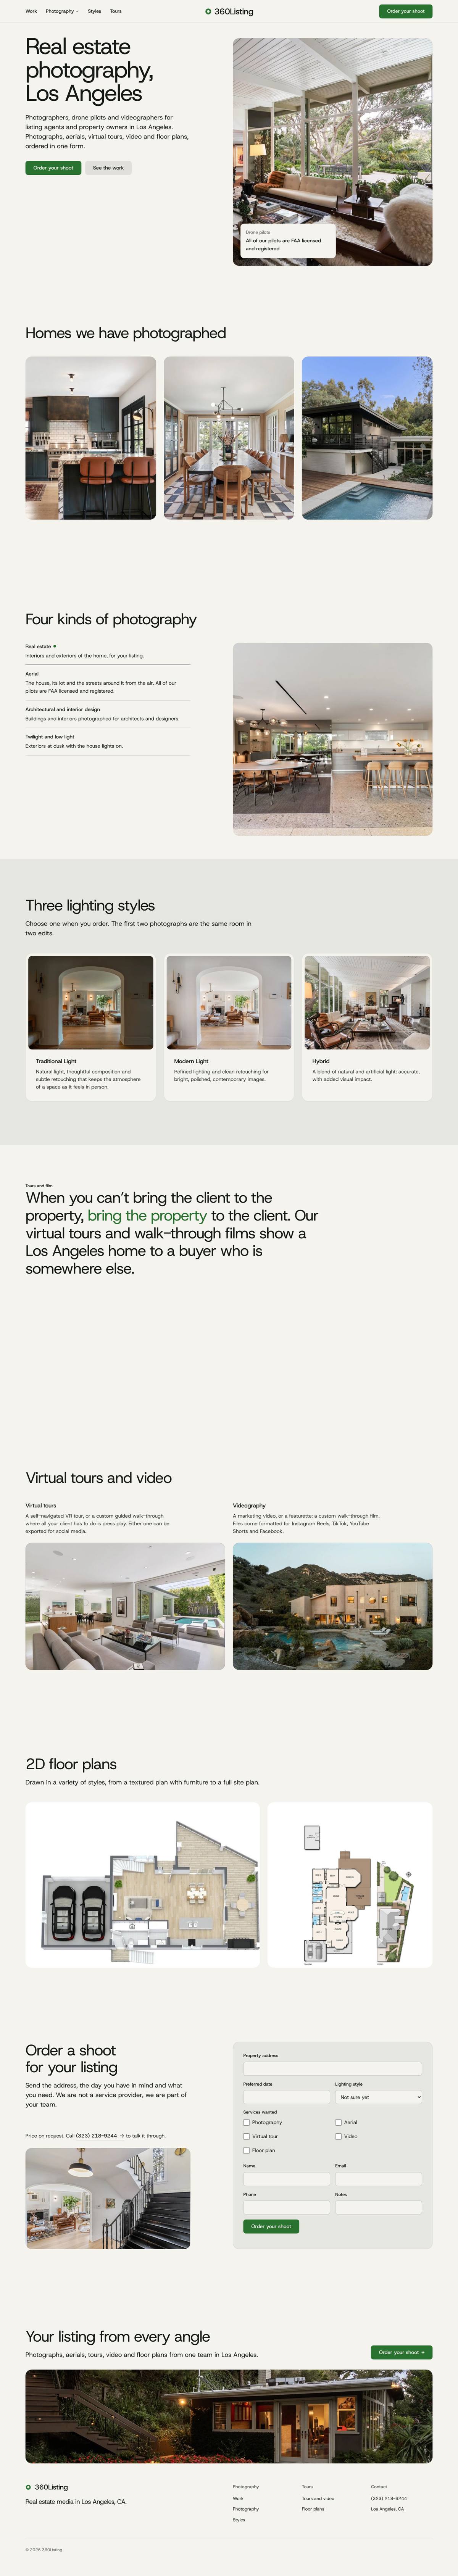 Work Photography Styles Tours
360Listing
Order your shoot
Real estate
photography,
Los Angeles
Photographers, drone pilots and videographers for
listing agents and property owners in Los Angeles.
Photographs, aerials, virtual tours, video and floor plans,
ordered in one form.
Order your shoot
See the work
Drone pilots
All of our pilots are FAA licensed
and registered
Homes we have photographed
Four kinds of photography
Real estate
Interiors and exteriors of the home, for your listing.
Aerial
The house, its lot and the streets around it from the air. All of our
pilots are FAA licensed and registered.
Architectural and interior design
Buildings and interiors photographed for architects and designers.
Twilight and low light
Exteriors at dusk with the house lights on.
Three lighting styles
Choose one when you order. The first two photographs are the same room in
two edits.
Traditional Light
Natural light, thoughtful composition and
subtle retouching that keeps the atmosphere
of a space as it feels in person.
Modern Light
Refined lighting and clean retouching for
bright, polished, contemporary images.
Hybrid
A blend of natural and artificial light: accurate,
with added visual impact.
Tours and film
When you can't bring the client to the
property, bring the property to the client. Our
virtual tours and walk-through films show a
Los Angeles home to a buyer who is
somewhere else.
Virtual tours and video
Virtual tours
A self-navigated VR tour, or a custom guided walk-through
where all your client has to do is press play. Either one can be
exported for social media.
Videography
A marketing video, or a featurette: a custom walk-through film.
Files come formatted for Instagram Reels, TikTok, YouTube
Shorts and Facebook.
2D floor plans
Drawn in a variety of styles, from a textured plan with furniture to a full site plan.
Order a shoot
for your listing
Send the address, the day you have in mind and what
you need. We are not a service provider, we are part of
your team.
Price on request. Call (323) 218-9244 → to talk it through.
Property address
Preferred date
Lighting style
Not sure yet
Services wanted
Photography
Aerial
Virtual tour
Video
Floor plan
Name
Email
Phone
Notes
Order your shoot
Your listing from every angle
Photographs, aerials, tours, video and floor plans from one team in Los Angeles.
Order your shoot →
360Listing
Real estate media in Los Angeles, CA.
Photography
Work
Photography
Styles
Tours
Tours and video
Floor plans
Contact
(323) 218-9244
Los Angeles, CA
© 2026 360Listing